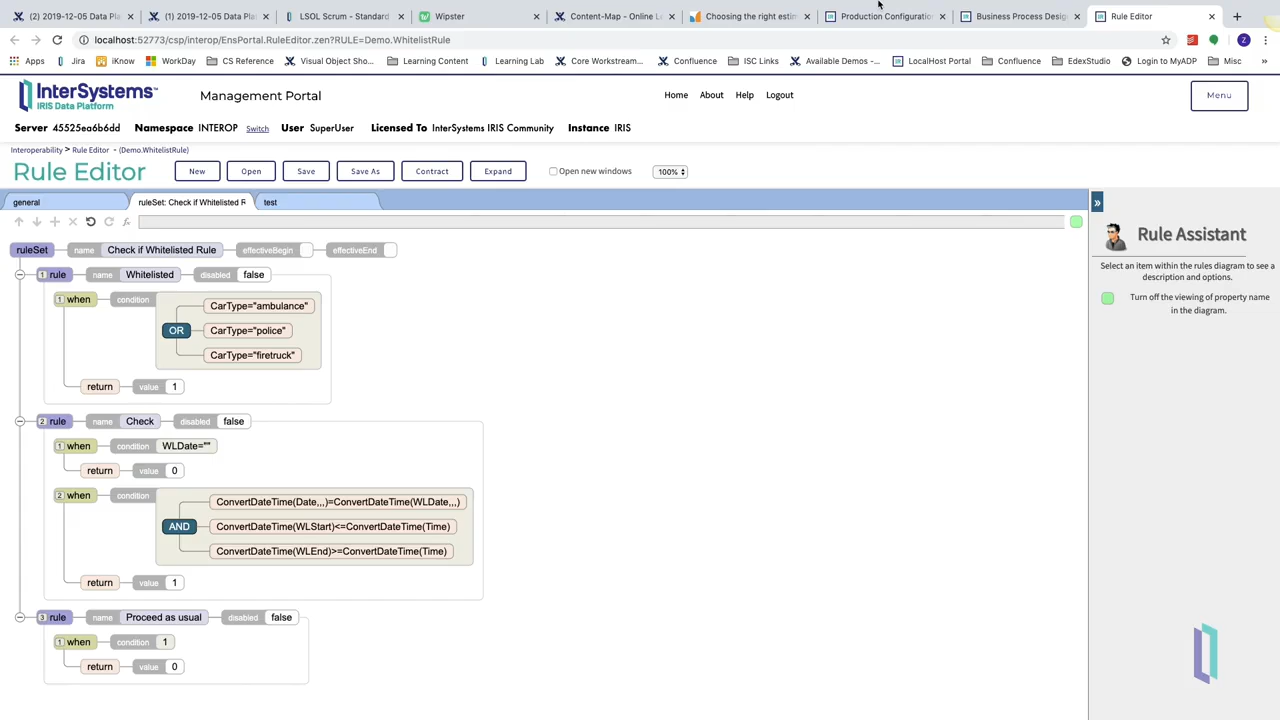 (2) 2019-12-05 Data Pla
(1) 2019-12-05 Data Pla
LSOL Scrum - Standard
Wipster
Content-Map - Online Le
Choosing the right estim
Production Configuration
Business Process Design
Rule Editor
localhost:52773/csp/interop/EnsPortal.RuleEditor.zen?RULE=Demo.WhitelistRule
Z
Apps
Jira
iKnow
WorkDay
CS Reference
Visual Object Sho...
Learning Content
Learning Lab
Core Workstream...
Confluence
ISC Links
Available Demos -...
LocalHost Portal
Confluence
EdexStudio
Login to MyADP
Misc
»
InterSystems™
IRIS Data Platform
Management Portal
Home
About
Help
Logout
Menu
Server 45525ea6b6dd
Namespace INTEROP Switch
User SuperUser
Licensed To InterSystems IRIS Community
Instance IRIS
Interoperability > Rule Editor - (Demo.WhitelistRule)
Rule Editor
New
Open
Save
Save As
Contract
Expand
Open new windows
100%
general
ruleSet: Check if Whitelisted R
test
fx
»
Rule Assistant
Select an item within the rules diagram to see a
description and options.
Turn off the viewing of property name
in the diagram.
ruleSet name Check if Whitelisted Rule effectiveBegin effectiveEnd
1 rule name Whitelisted disabled false
1 when condition
CarType="ambulance"
OR CarType="police"
CarType="firetruck"
return value 1
2 rule name Check disabled false
1 when condition WLDate=""
return value 0
2 when condition
ConvertDateTime(Date,,,)=ConvertDateTime(WLDate,,,)
AND ConvertDateTime(WLStart)<=ConvertDateTime(Time)
ConvertDateTime(WLEnd)>=ConvertDateTime(Time)
return value 1
3 rule name Proceed as usual disabled false
1 when condition 1
return value 0